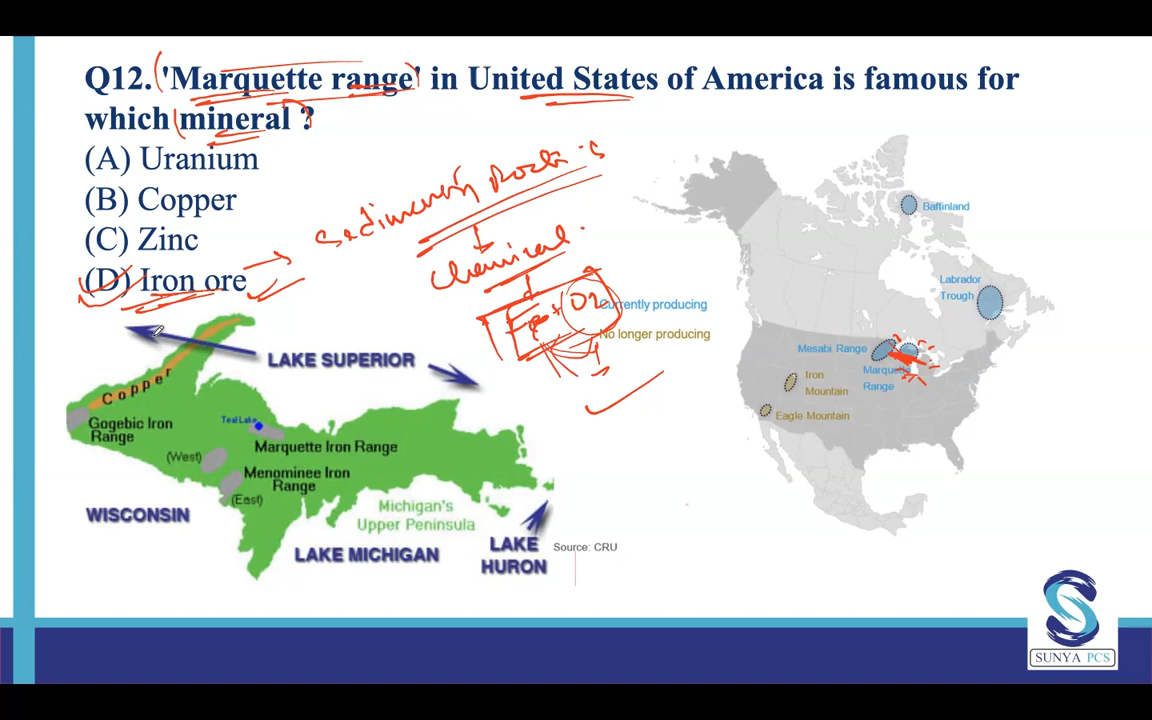 Q12. 'Marquette range' in United States of America is famous for
which mineral ?
(A) Uranium
(B) Copper
(C) Zinc
(D) Iron ore
Sedimentary Rocks
Chemical
Fe + O2
Currently producing
No longer producing
Baffinland
Labrador
Trough
Mesabi Range
Marquette
Range
Iron
Mountain
Eagle Mountain
Source: CRU
LAKE SUPERIOR
Copper
Gogebic Iron
Range
Teal Lake
Marquette Iron Range
(West)
Menominee Iron
Range
(East)
WISCONSIN
Michigan's
Upper Peninsula
LAKE MICHIGAN
LAKE
HURON
SUNYA PCS